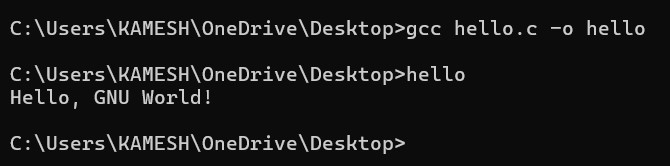 C:\Users\KAMESH\OneDrive\Desktop>gcc hello.c -o hello
C:\Users\KAMESH\OneDrive\Desktop>hello
Hello, GNU World!
C:\Users\KAMESH\OneDrive\Desktop>